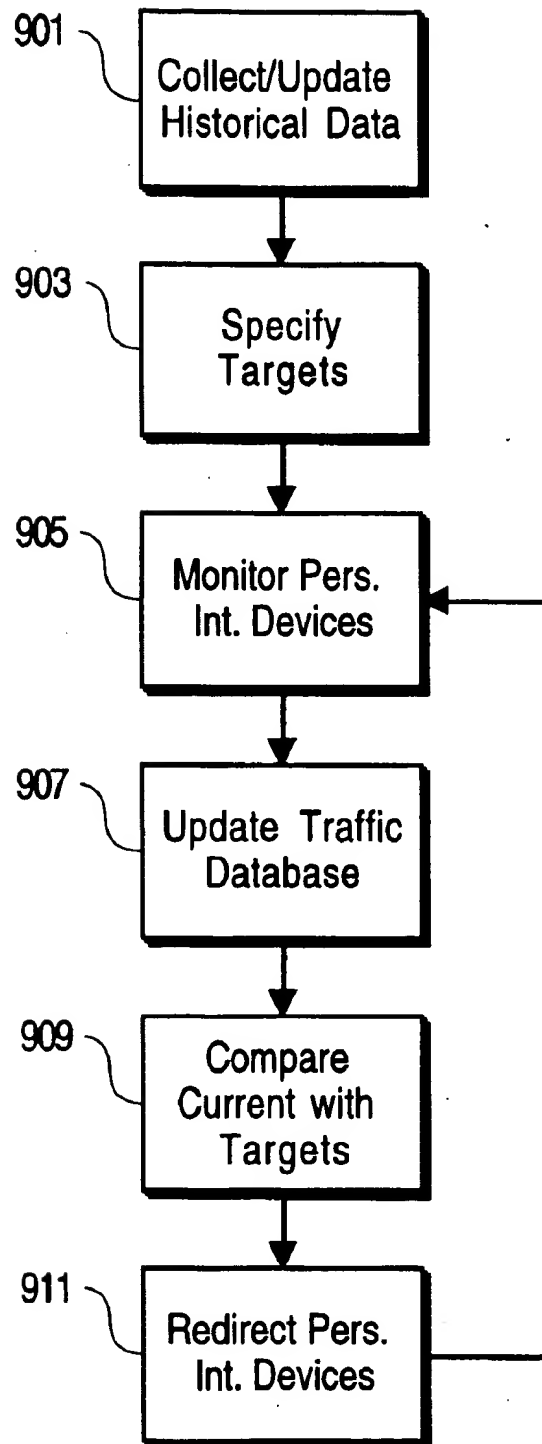 901
Collect/Update
Historical Data
903
Specify
Targets
905
Monitor Pers.
Int. Devices
907
Update Traffic
Database
909
Compare
Current with
Targets
911
Redirect Pers.
Int. Devices